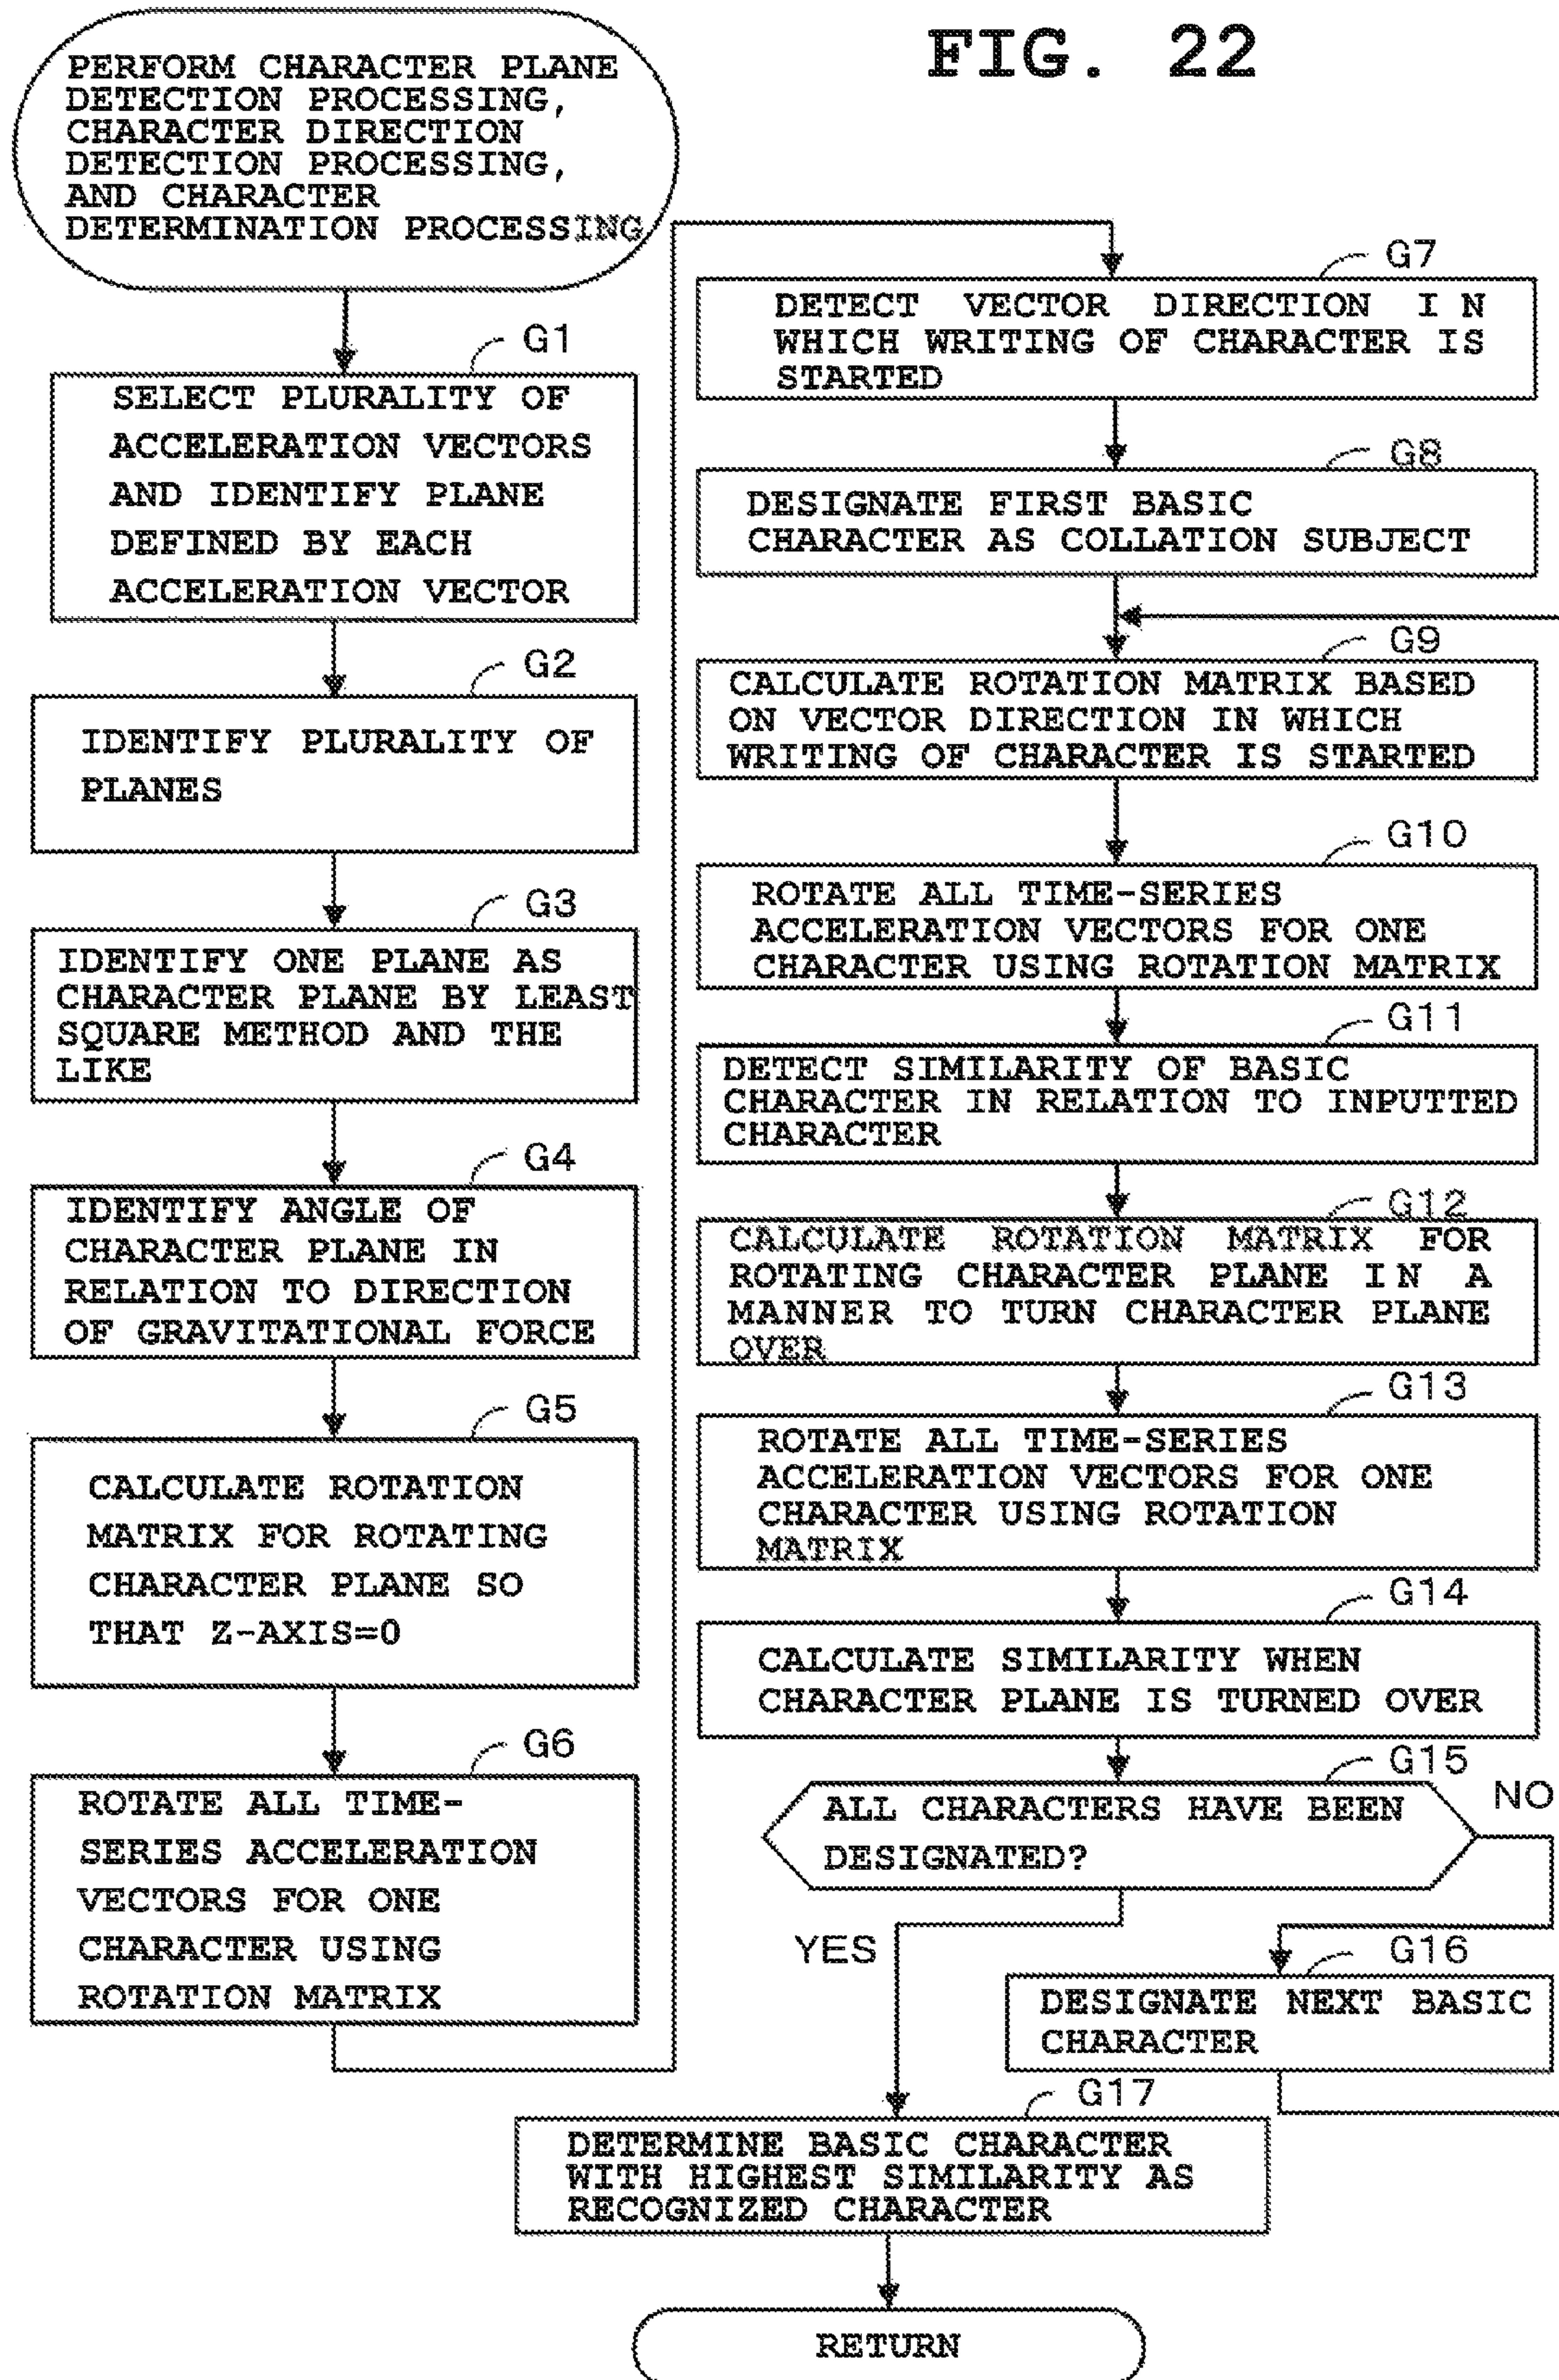 FIG. 22
PERFORM CHARACTER PLANE
DETECTION PROCESSING,
CHARACTER DIRECTION
DETECTION PROCESSING,
AND CHARACTER
DETERMINATION PROCESSING
G1
SELECT PLURALITY OF
ACCELERATION VECTORS
AND IDENTIFY PLANE
DEFINED BY EACH
ACCELERATION VECTOR
G2
IDENTIFY PLURALITY OF
PLANES
G3
IDENTIFY ONE PLANE AS
CHARACTER PLANE BY LEAST
SQUARE METHOD AND THE
LIKE
G4
IDENTIFY ANGLE OF
CHARACTER PLANE IN
RELATION TO DIRECTION
OF GRAVITATIONAL FORCE
G5
CALCULATE ROTATION
MATRIX FOR ROTATING
CHARACTER PLANE SO
THAT Z-AXIS=0
G6
ROTATE ALL TIME-
SERIES ACCELERATION
VECTORS FOR ONE
CHARACTER USING
ROTATION MATRIX
G7
DETECT VECTOR DIRECTION IN
WHICH WRITING OF CHARACTER IS
STARTED
G8
DESIGNATE FIRST BASIC
CHARACTER AS COLLATION SUBJECT
G9
CALCULATE ROTATION MATRIX BASED
ON VECTOR DIRECTION IN WHICH
WRITING OF CHARACTER IS STARTED
G10
ROTATE ALL TIME-SERIES
ACCELERATION VECTORS FOR ONE
CHARACTER USING ROTATION MATRIX
G11
DETECT SIMILARITY OF BASIC
CHARACTER IN RELATION TO INPUTTED
CHARACTER
G12
CALCULATE ROTATION MATRIX FOR
ROTATING CHARACTER PLANE IN A
MANNER TO TURN CHARACTER PLANE
OVER
G13
ROTATE ALL TIME-SERIES
ACCELERATION VECTORS FOR ONE
CHARACTER USING ROTATION
MATRIX
G14
CALCULATE SIMILARITY WHEN
CHARACTER PLANE IS TURNED OVER
G15
ALL CHARACTERS HAVE BEEN
DESIGNATED?
NO
YES
G16
DESIGNATE NEXT BASIC
CHARACTER
G17
DETERMINE BASIC CHARACTER
WITH HIGHEST SIMILARITY AS
RECOGNIZED CHARACTER
RETURN